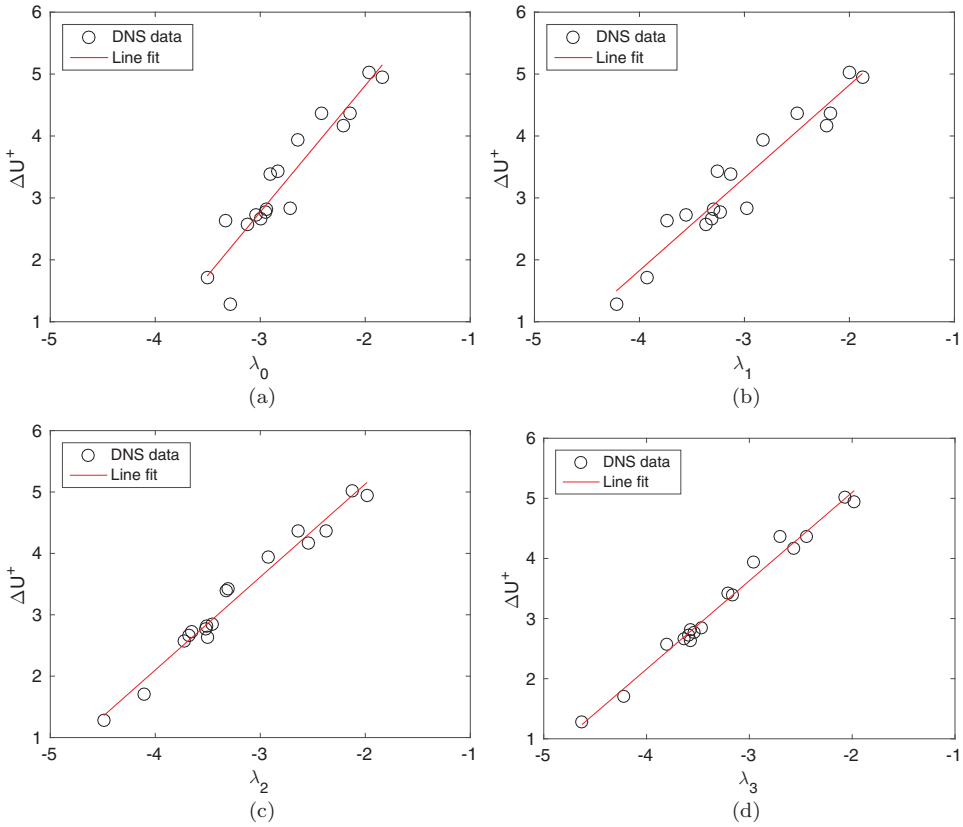 6
DNS data
Line fit
5
4
ΔU⁺
3
2
1
-5 -4 -3 -2 -1
λ₀
(a)
6
DNS data
Line fit
5
4
ΔU⁺
3
2
1
-5 -4 -3 -2 -1
λ₁
(b)
6
DNS data
Line fit
5
4
ΔU⁺
3
2
1
-5 -4 -3 -2 -1
λ₂
(c)
6
DNS data
Line fit
5
4
ΔU⁺
3
2
1
-5 -4 -3 -2 -1
λ₃
(d)